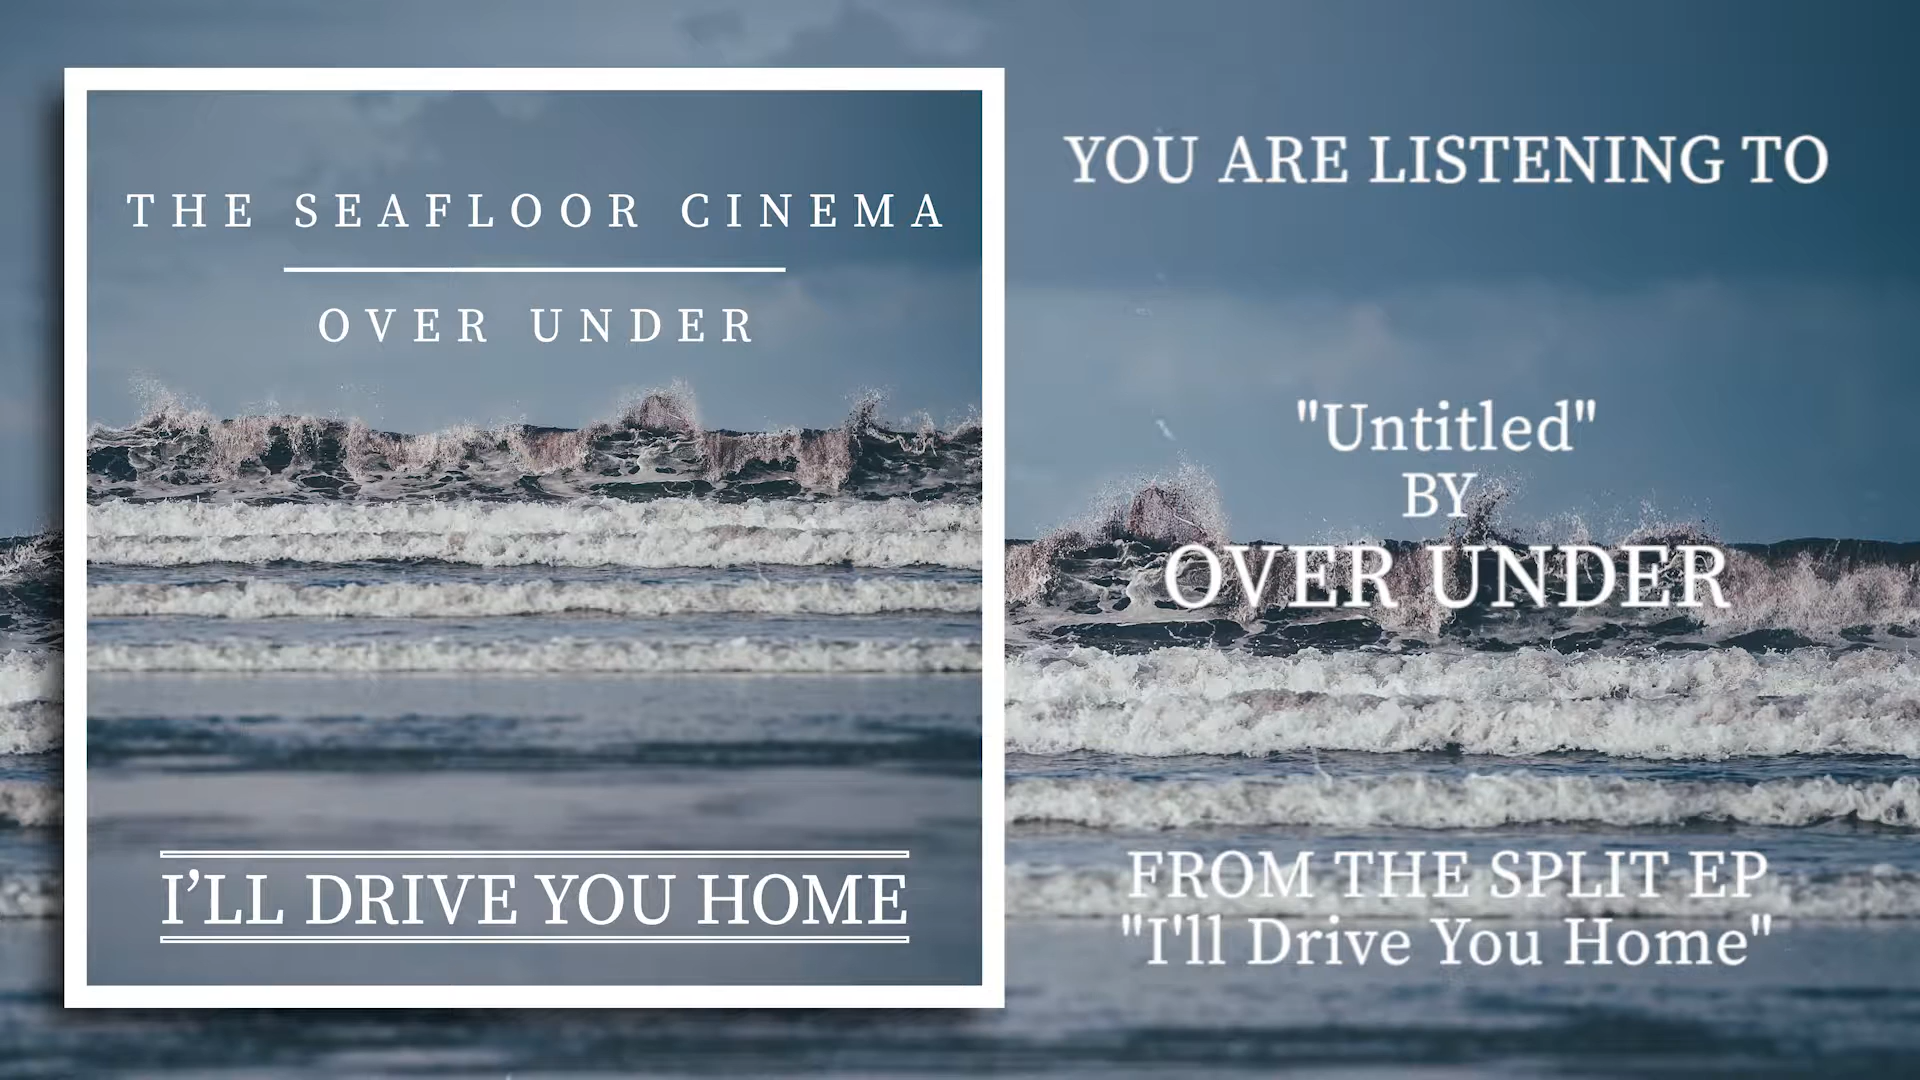 THE SEAFLOOR CINEMA
OVER UNDER
I’LL DRIVE YOU HOME
YOU ARE LISTENING TO
"Untitled"
BY
OVER UNDER
FROM THE SPLIT EP
"I'll Drive You Home"